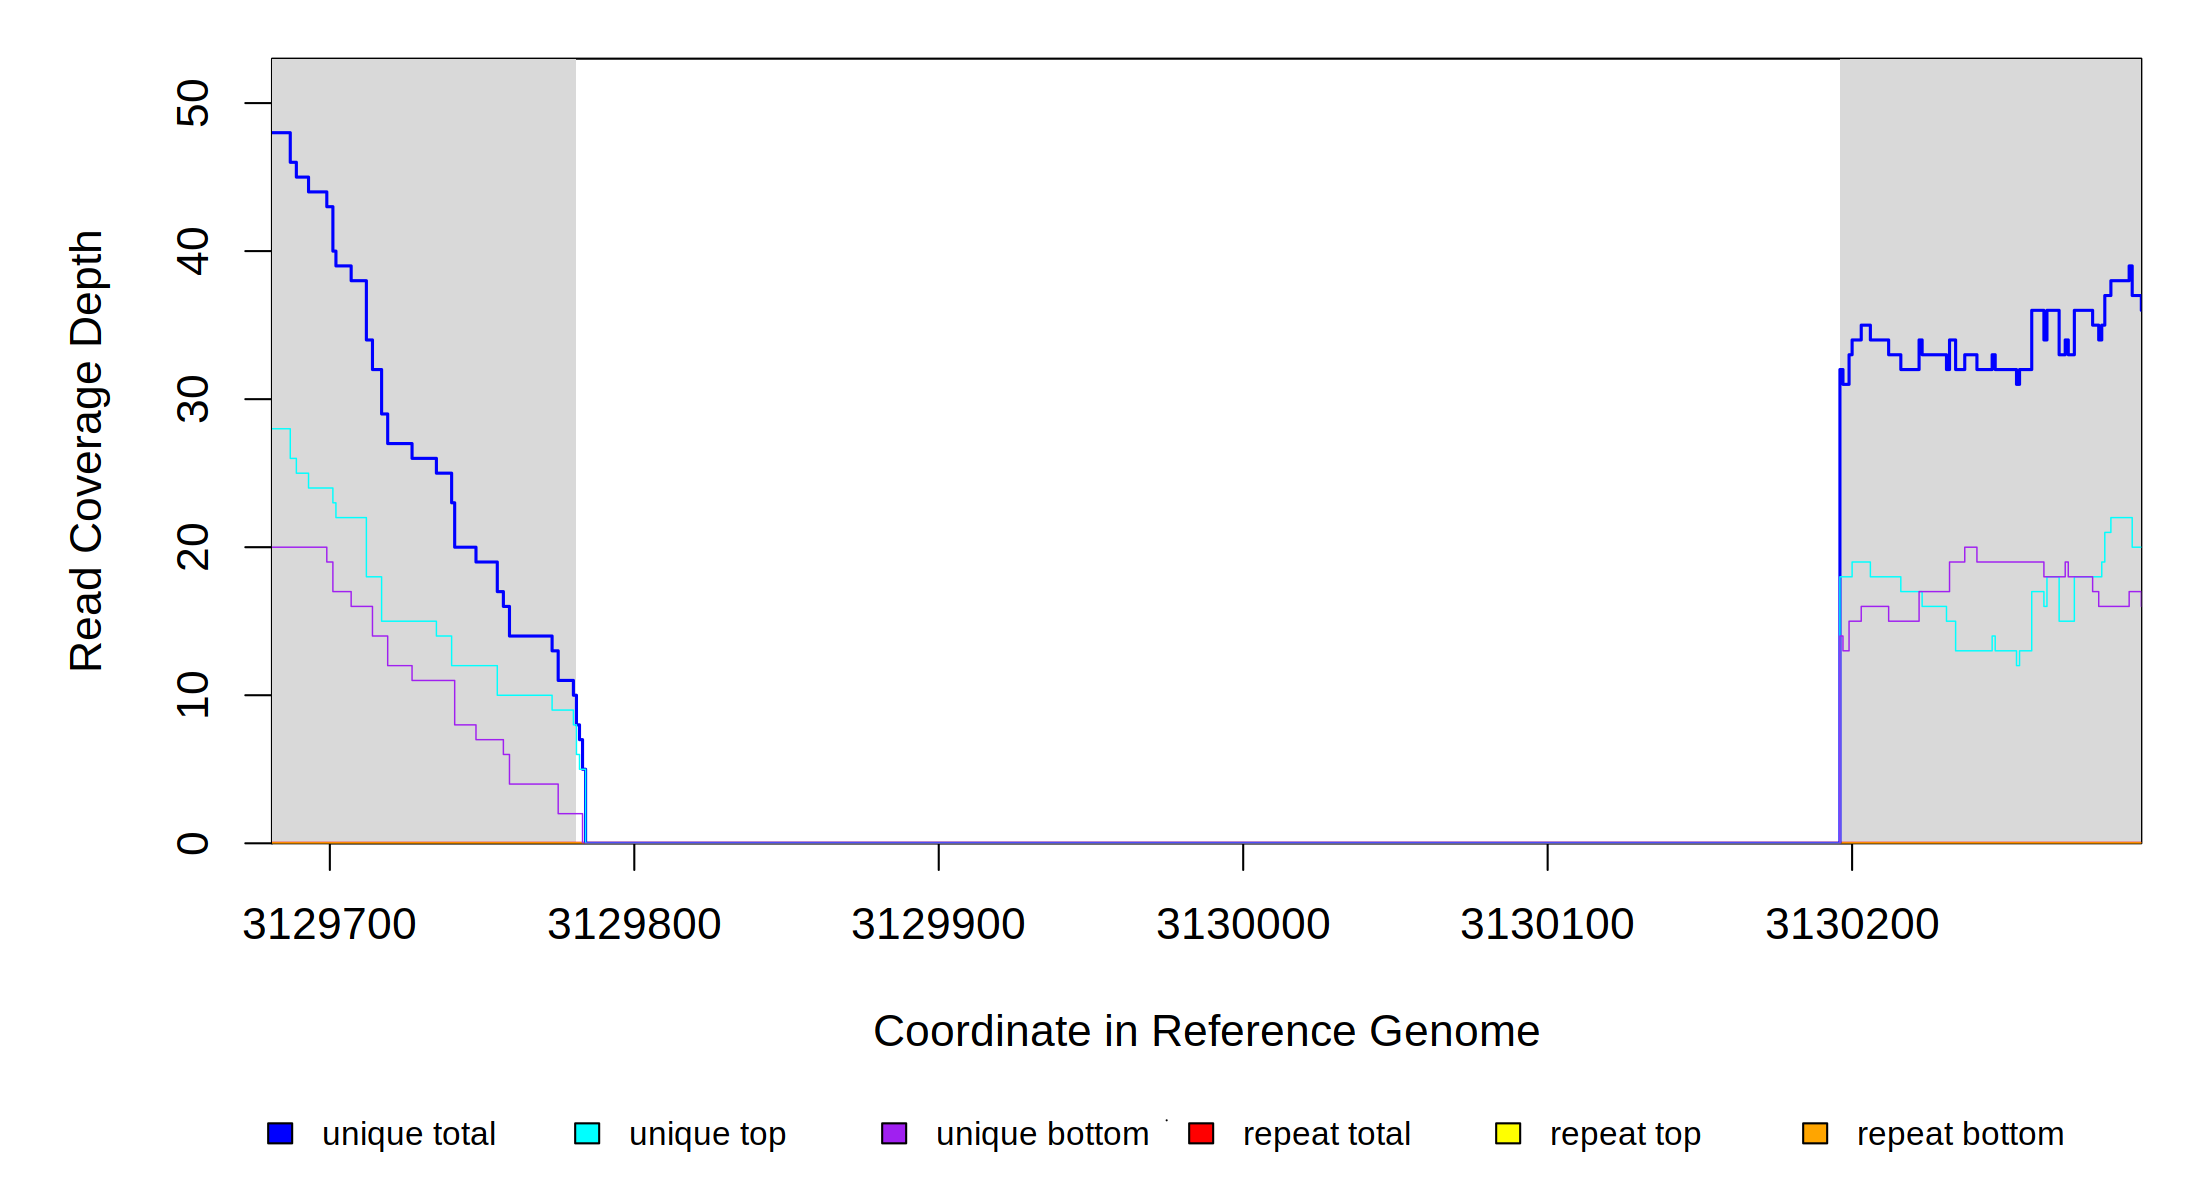 Read Coverage Depth
50
40
30
20
10
0
3129700 3129800 3129900 3130000 3130100 3130200
Coordinate in Reference Genome
unique total unique top unique bottom repeat total repeat top repeat bottom